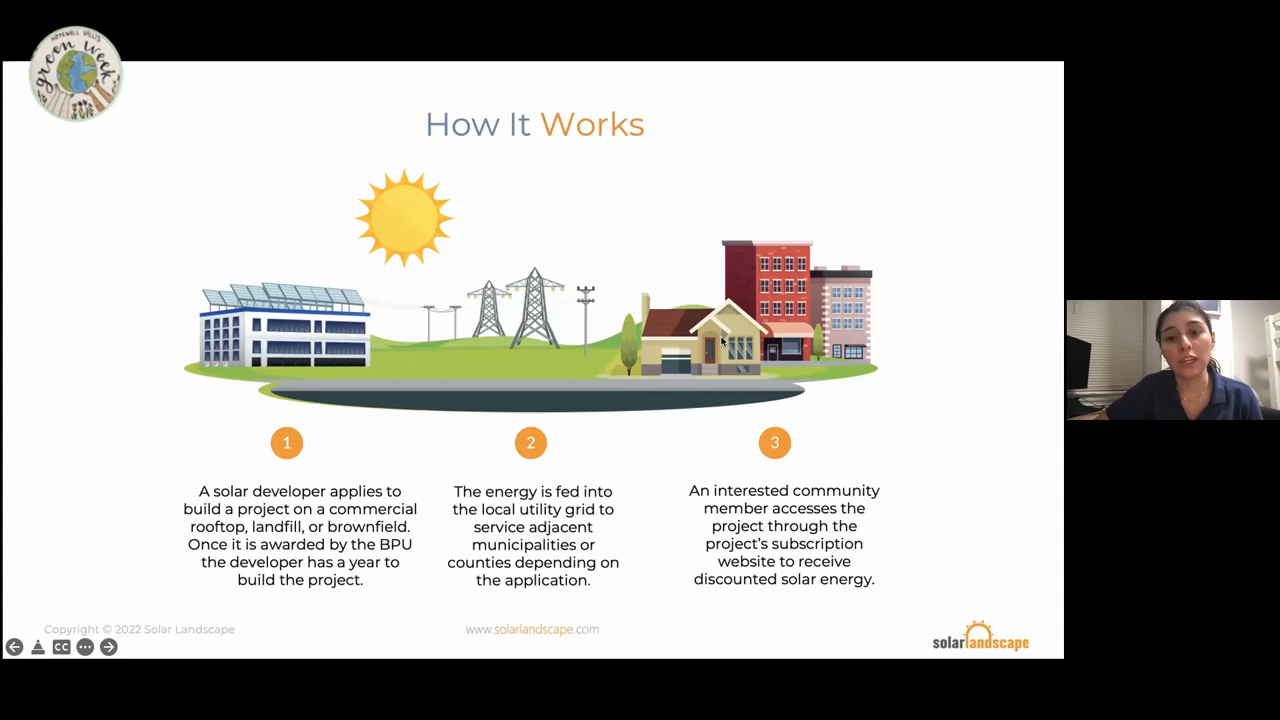 HOPEWELL VALLEY
green week
How It Works
1
2
3
A solar developer applies to
build a project on a commercial
rooftop, landfill, or brownfield.
Once it is awarded by the BPU
the developer has a year to
build the project.
The energy is fed into
the local utility grid to
service adjacent
municipalities or
counties depending on
the application.
An interested community
member accesses the
project through the
project's subscription
website to receive
discounted solar energy.
Copyright © 2022 Solar Landscape
www.solarlandscape.com
solarlandscape
CC